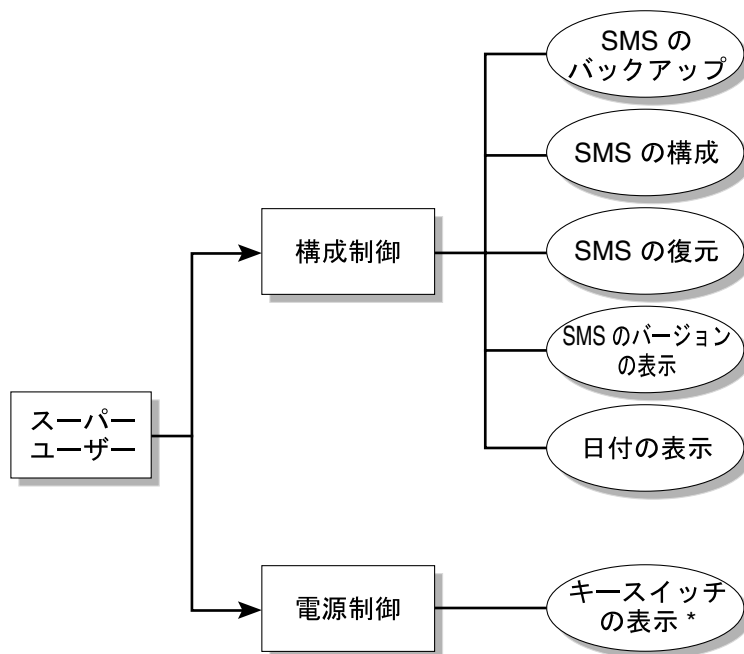 SMS の
バックアップ
SMS の構成
構成制御
SMS の復元
SMS のバージョン
の表示
スーパー
ユーザー
日付の表示
電源制御
キースイッチ
の表示 *